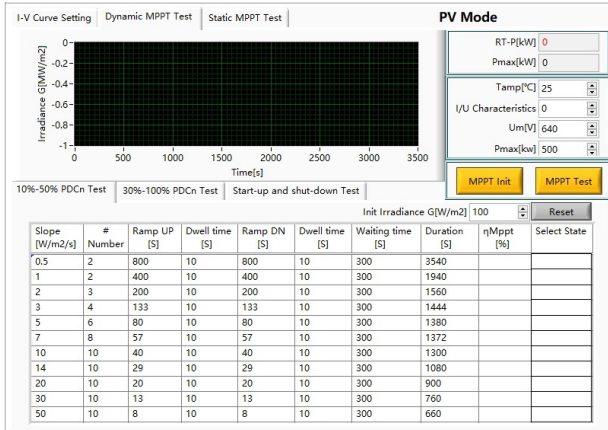 I-V Curve Setting Dynamic MPPT Test Static MPPT Test PV Mode
RT-P[kW] 0
Pmax[kW] 0
Tamp[℃] 25
I/U Characteristics 0
Um[V] 640
Pmax[kw] 500
MPPT Init MPPT Test
Irradiance G[MW/m2]
0
-0.2
-0.4
-0.6
-0.8
-1
0 500 1000 1500 2000 2500 3000 3500
Time[s]
10%-50% PDCn Test 30%-100% PDCn Test Start-up and shut-down Test
Init Irradiance G[W/m2] 100 Reset
Slope # Ramp UP Dwell time Ramp DN Dwell time Waiting time Duration ηMppt Select State
[W/m2/s] Number [S] [S] [S] [S] [S] [S] [%]
0.5 2 800 10 800 10 300 3540
1 2 400 10 400 10 300 1940
2 3 200 10 200 10 300 1560
3 4 133 10 133 10 300 1444
5 6 80 10 80 10 300 1380
7 8 57 10 57 10 300 1372
10 10 40 10 40 10 300 1300
14 10 29 10 29 10 300 1080
20 10 20 10 20 10 300 900
30 10 13 10 13 10 300 760
50 10 8 10 8 10 300 660